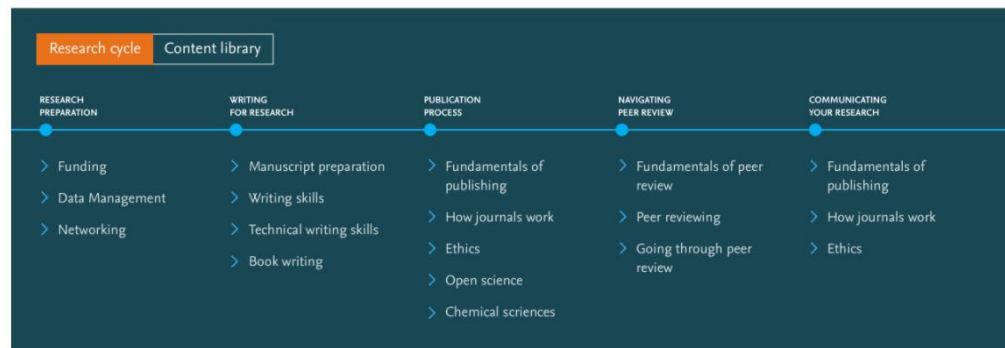 Research cycle
Content library
RESEARCH
PREPARATION
Funding
Data Management
Networking
WRITING
FOR RESEARCH
Manuscript preparation
Writing skills
Technical writing skills
Book writing
PUBLICATION
PROCESS
Fundamentals of
publishing
How journals work
Ethics
Open science
Chemical scriences
NAVIGATING
PEER REVIEW
Fundamentals of peer
review
Peer reviewing
Going through peer
review
COMMUNICATING
YOUR RESEARCH
Fundamentals of
publishing
How journals work
Ethics